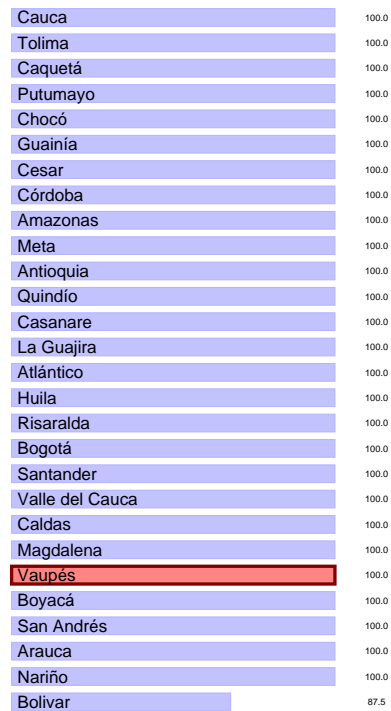 Cauca 100.0
Tolima 100.0
Caquetá 100.0
Putumayo 100.0
Chocó 100.0
Guainía 100.0
Cesar 100.0
Córdoba 100.0
Amazonas 100.0
Meta 100.0
Antioquia 100.0
Quindío 100.0
Casanare 100.0
La Guajira 100.0
Atlántico 100.0
Huila 100.0
Risaralda 100.0
Bogotá 100.0
Santander 100.0
Valle del Cauca 100.0
Caldas 100.0
Magdalena 100.0
Vaupés 100.0
Boyacá 100.0
San Andrés 100.0
Arauca 100.0
Nariño 100.0
Bolivar 87.5